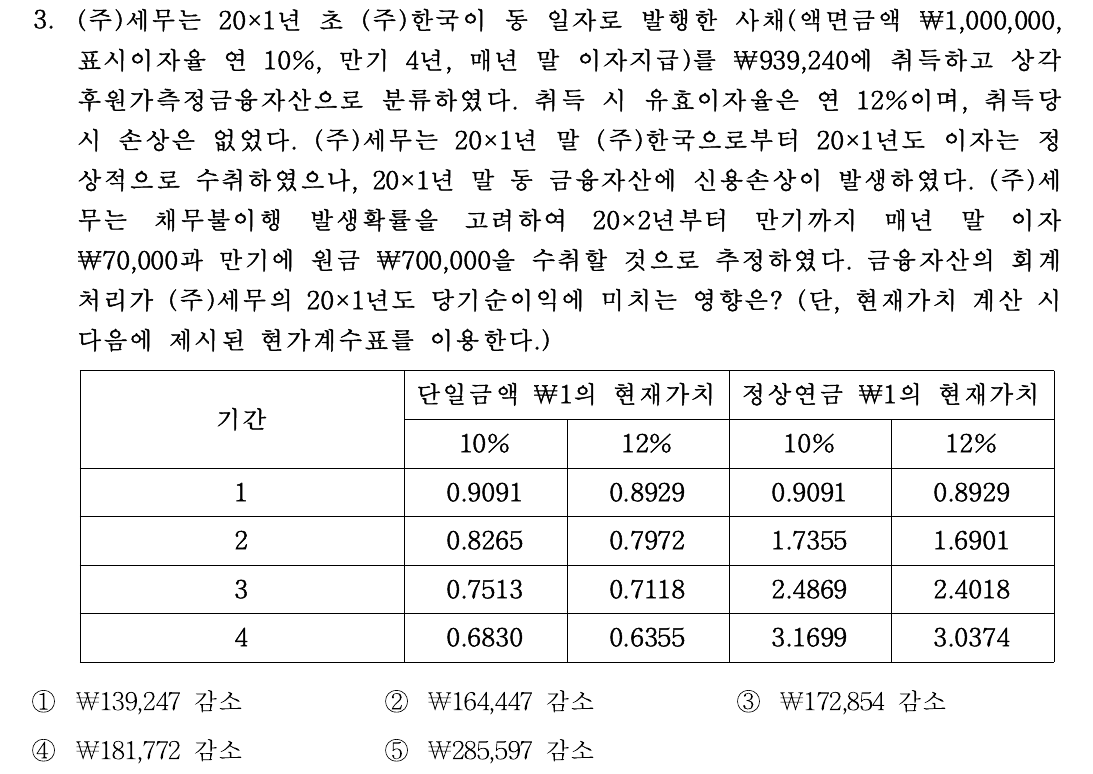 3. (주)세무는 20×1년 초 (주)한국이 동 일자로 발행한 사채(액면금액 ₩1,000,000,
표시이자율 연 10%, 만기 4년, 매년 말 이자지급)를 ₩939,240에 취득하고 상각
후원가측정금융자산으로 분류하였다. 취득 시 유효이자율은 연 12%이며, 취득당
시 손상은 없었다. (주)세무는 20×1년 말 (주)한국으로부터 20×1년도 이자는 정
상적으로 수취하였으나, 20×1년 말 동 금융자산에 신용손상이 발생하였다. (주)세
무는 채무불이행 발생확률을 고려하여 20×2년부터 만기까지 매년 말 이자
₩70,000과 만기에 원금 ₩700,000을 수취할 것으로 추정하였다. 금융자산의 회계
처리가 (주)세무의 20×1년도 당기순이익에 미치는 영향은? (단, 현재가치 계산 시
다음에 제시된 현가계수표를 이용한다.)
기간 단일금액 ₩1의 현재가치 정상연금 ₩1의 현재가치
10% 12% 10% 12%
1 0.9091 0.8929 0.9091 0.8929
2 0.8265 0.7972 1.7355 1.6901
3 0.7513 0.7118 2.4869 2.4018
4 0.6830 0.6355 3.1699 3.0374
① ₩139,247 감소 ② ₩164,447 감소 ③ ₩172,854 감소
④ ₩181,772 감소 ⑤ ₩285,597 감소